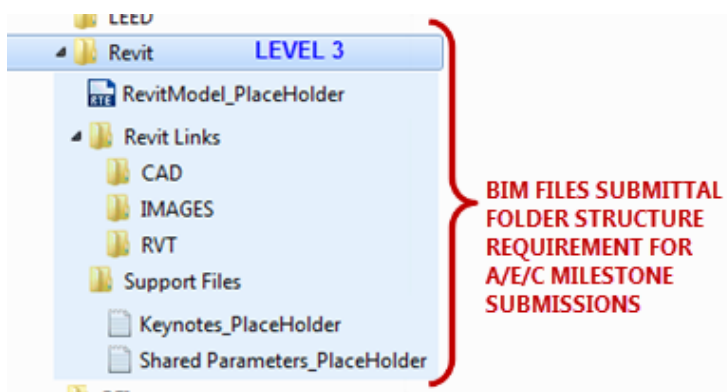 LEED
Revit LEVEL 3
RTE RevitModel_PlaceHolder
Revit Links
CAD
IMAGES
RVT
Support Files
Keynotes_PlaceHolder
Shared Parameters_PlaceHolder
BIM FILES SUBMITTAL
FOLDER STRUCTURE
REQUIREMENT FOR
A/E/C MILESTONE
SUBMISSIONS